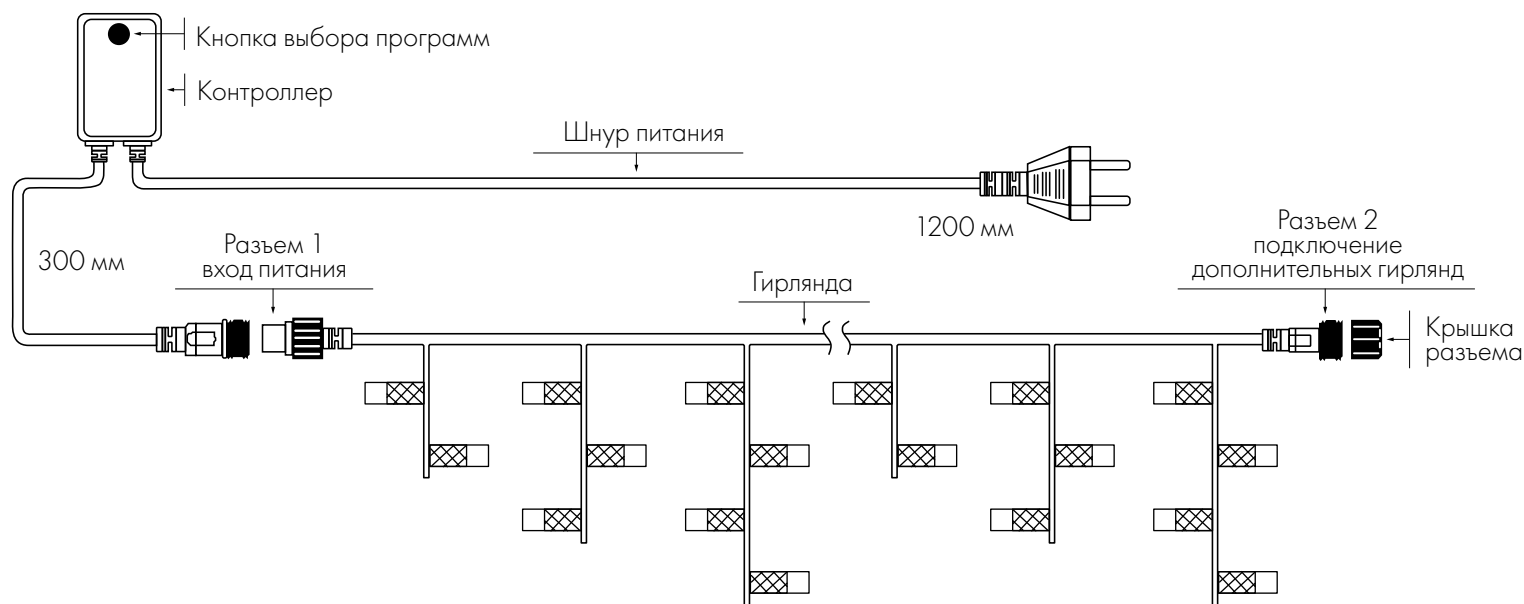 Кнопка выбора программ
Контроллер
Шнур питания
1200 мм
300 мм
Разъем 1
вход питания
Гирлянда
Разъем 2
подключение
дополнительных гирлянд
Крышка
разъема